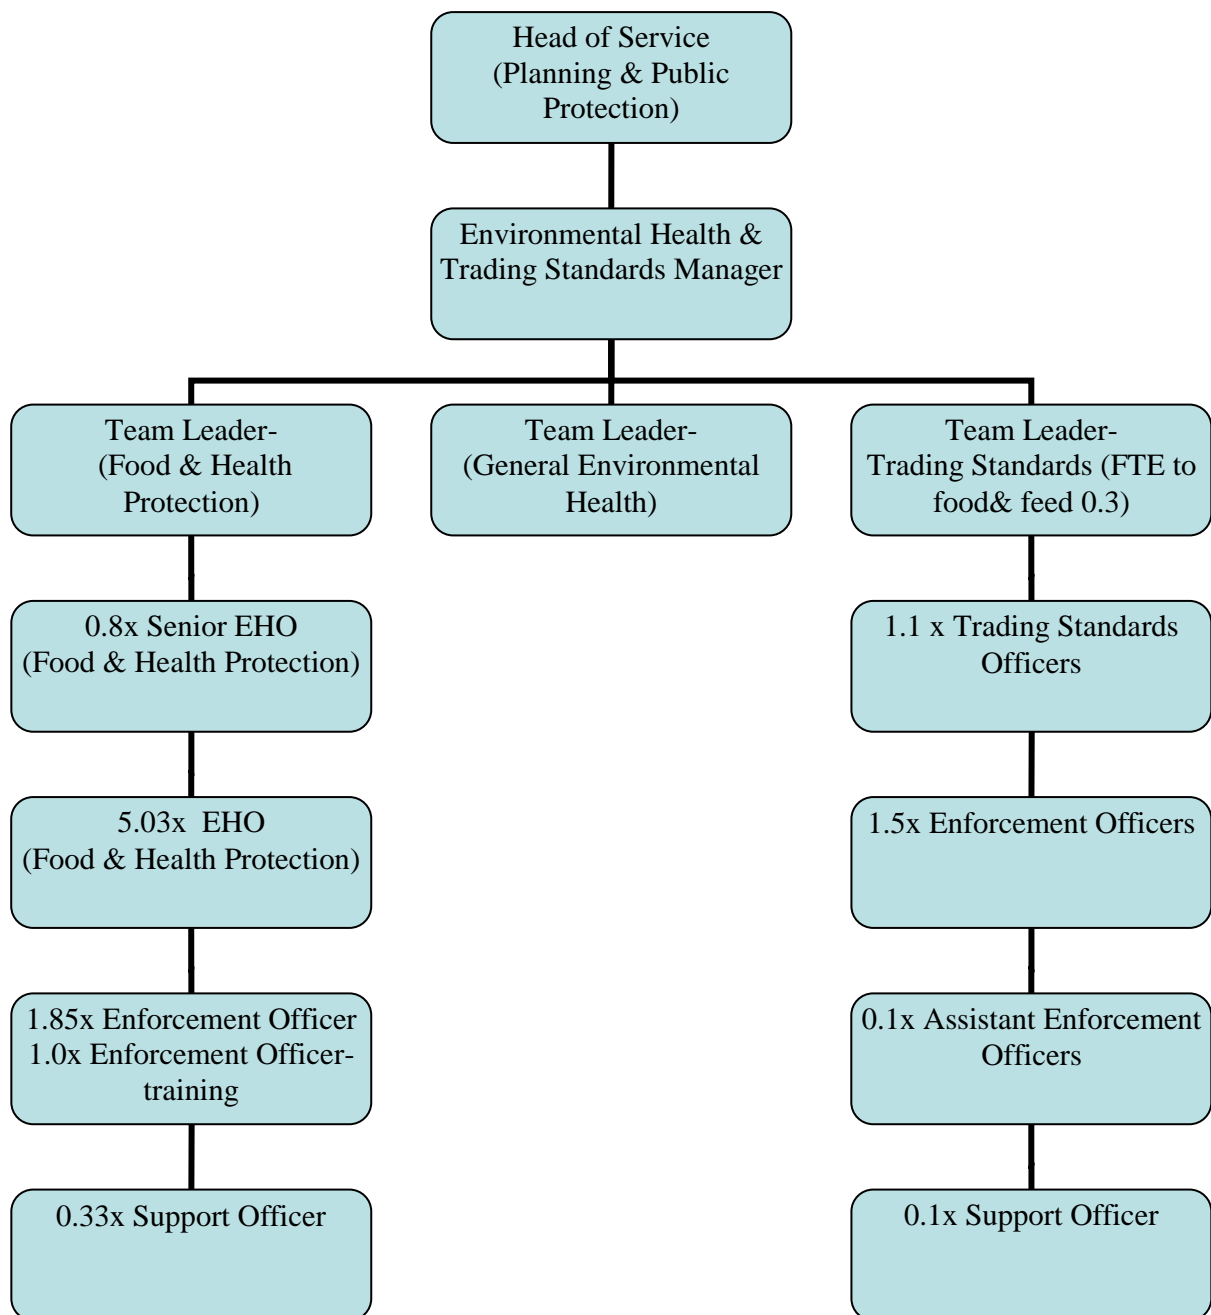 Head of Service
(Planning & Public
Protection)
Environmental Health &
Trading Standards Manager
Team Leader-
(Food & Health
Protection)
Team Leader-
(General Environmental
Health)
Team Leader-
Trading Standards (FTE to
food& feed 0.3)
0.8x Senior EHO
(Food & Health Protection)
1.1 x Trading Standards
Officers
5.03x  EHO
(Food & Health Protection)
1.5x Enforcement Officers
1.85x Enforcement Officer
1.0x Enforcement Officer-
training
0.1x Assistant Enforcement
Officers
0.33x Support Officer
0.1x Support Officer